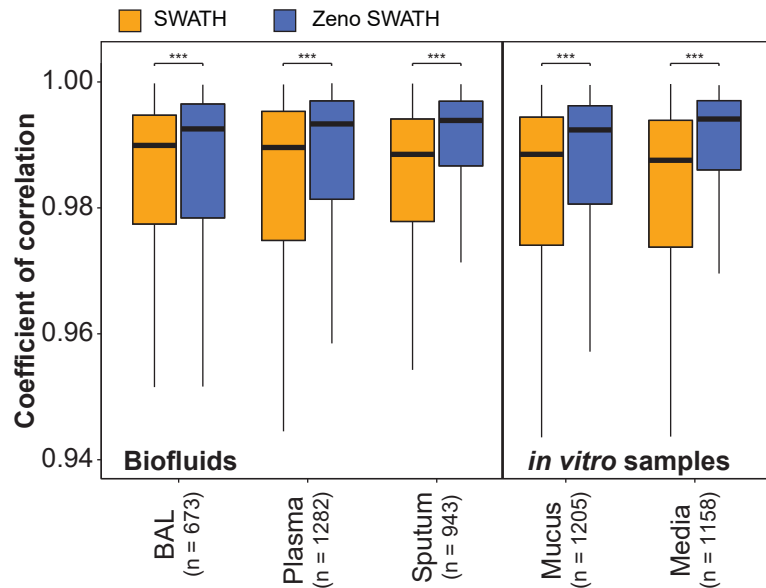 SWATH
Zeno SWATH
*** *** *** *** ***
Coefficient of correlation
1.00
0.98
0.96
0.94
Biofluids
in vitro samples
BAL
(n = 673)
Plasma
(n = 1282)
Sputum
(n = 943)
Mucus
(n = 1205)
Media
(n = 1158)